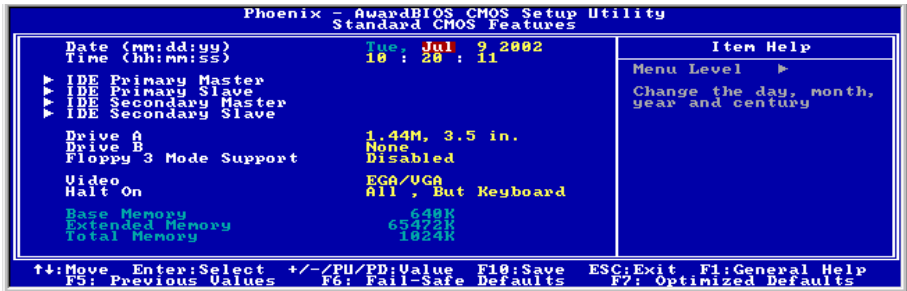 Phoenix - AwardBIOS CMOS Setup Utility
Standard CMOS Features
Date (mm:dd:yy) Tue, Jul 9 2002
Time (hh:mm:ss) 10 : 20 : 11
► IDE Primary Master
► IDE Primary Slave
► IDE Secondary Master
► IDE Secondary Slave
Drive A 1.44M, 3.5 in.
Drive B None
Floppy 3 Mode Support Disabled
Video EGA/VGA
Halt On All , But Keyboard
Base Memory 640K
Extended Memory 65472K
Total Memory 1024K
Item Help
Menu Level ►
Change the day, month,
year and century
↑↓:Move Enter:Select +/-/PU/PD:Value F10:Save ESC:Exit F1:General Help
F5: Previous Values F6: Fail-Safe Defaults F7: Optimized Defaults